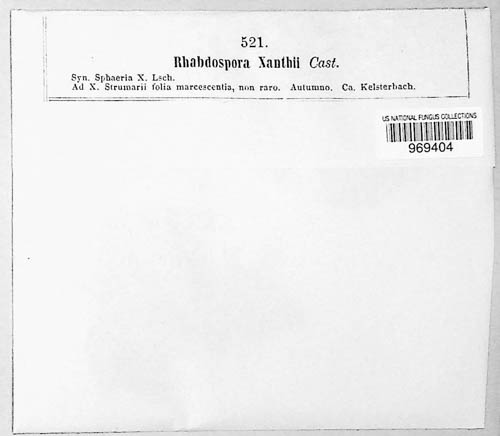 521.
Rhabdospora Xanthii Cast.
Syn. Sphaeria X. Lsch.
Ad X. Strumarii folia marcescentia, non raro. Autumno. Ca. Kelsterbach.
US NATIONAL FUNGUS COLLECTIONS
969404